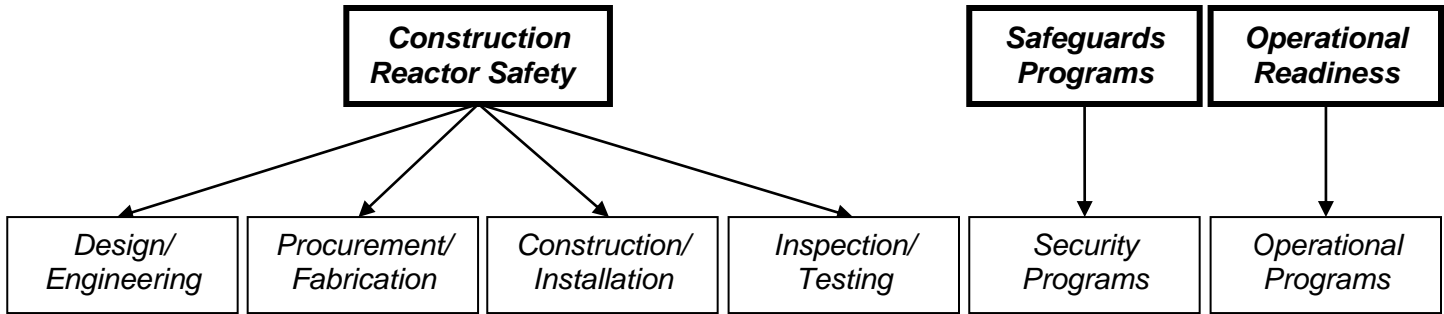 Construction
Reactor Safety
Safeguards
Programs
Operational
Readiness
Design/
Engineering
Procurement/
Fabrication
Construction/
Installation
Inspection/
Testing
Security
Programs
Operational
Programs